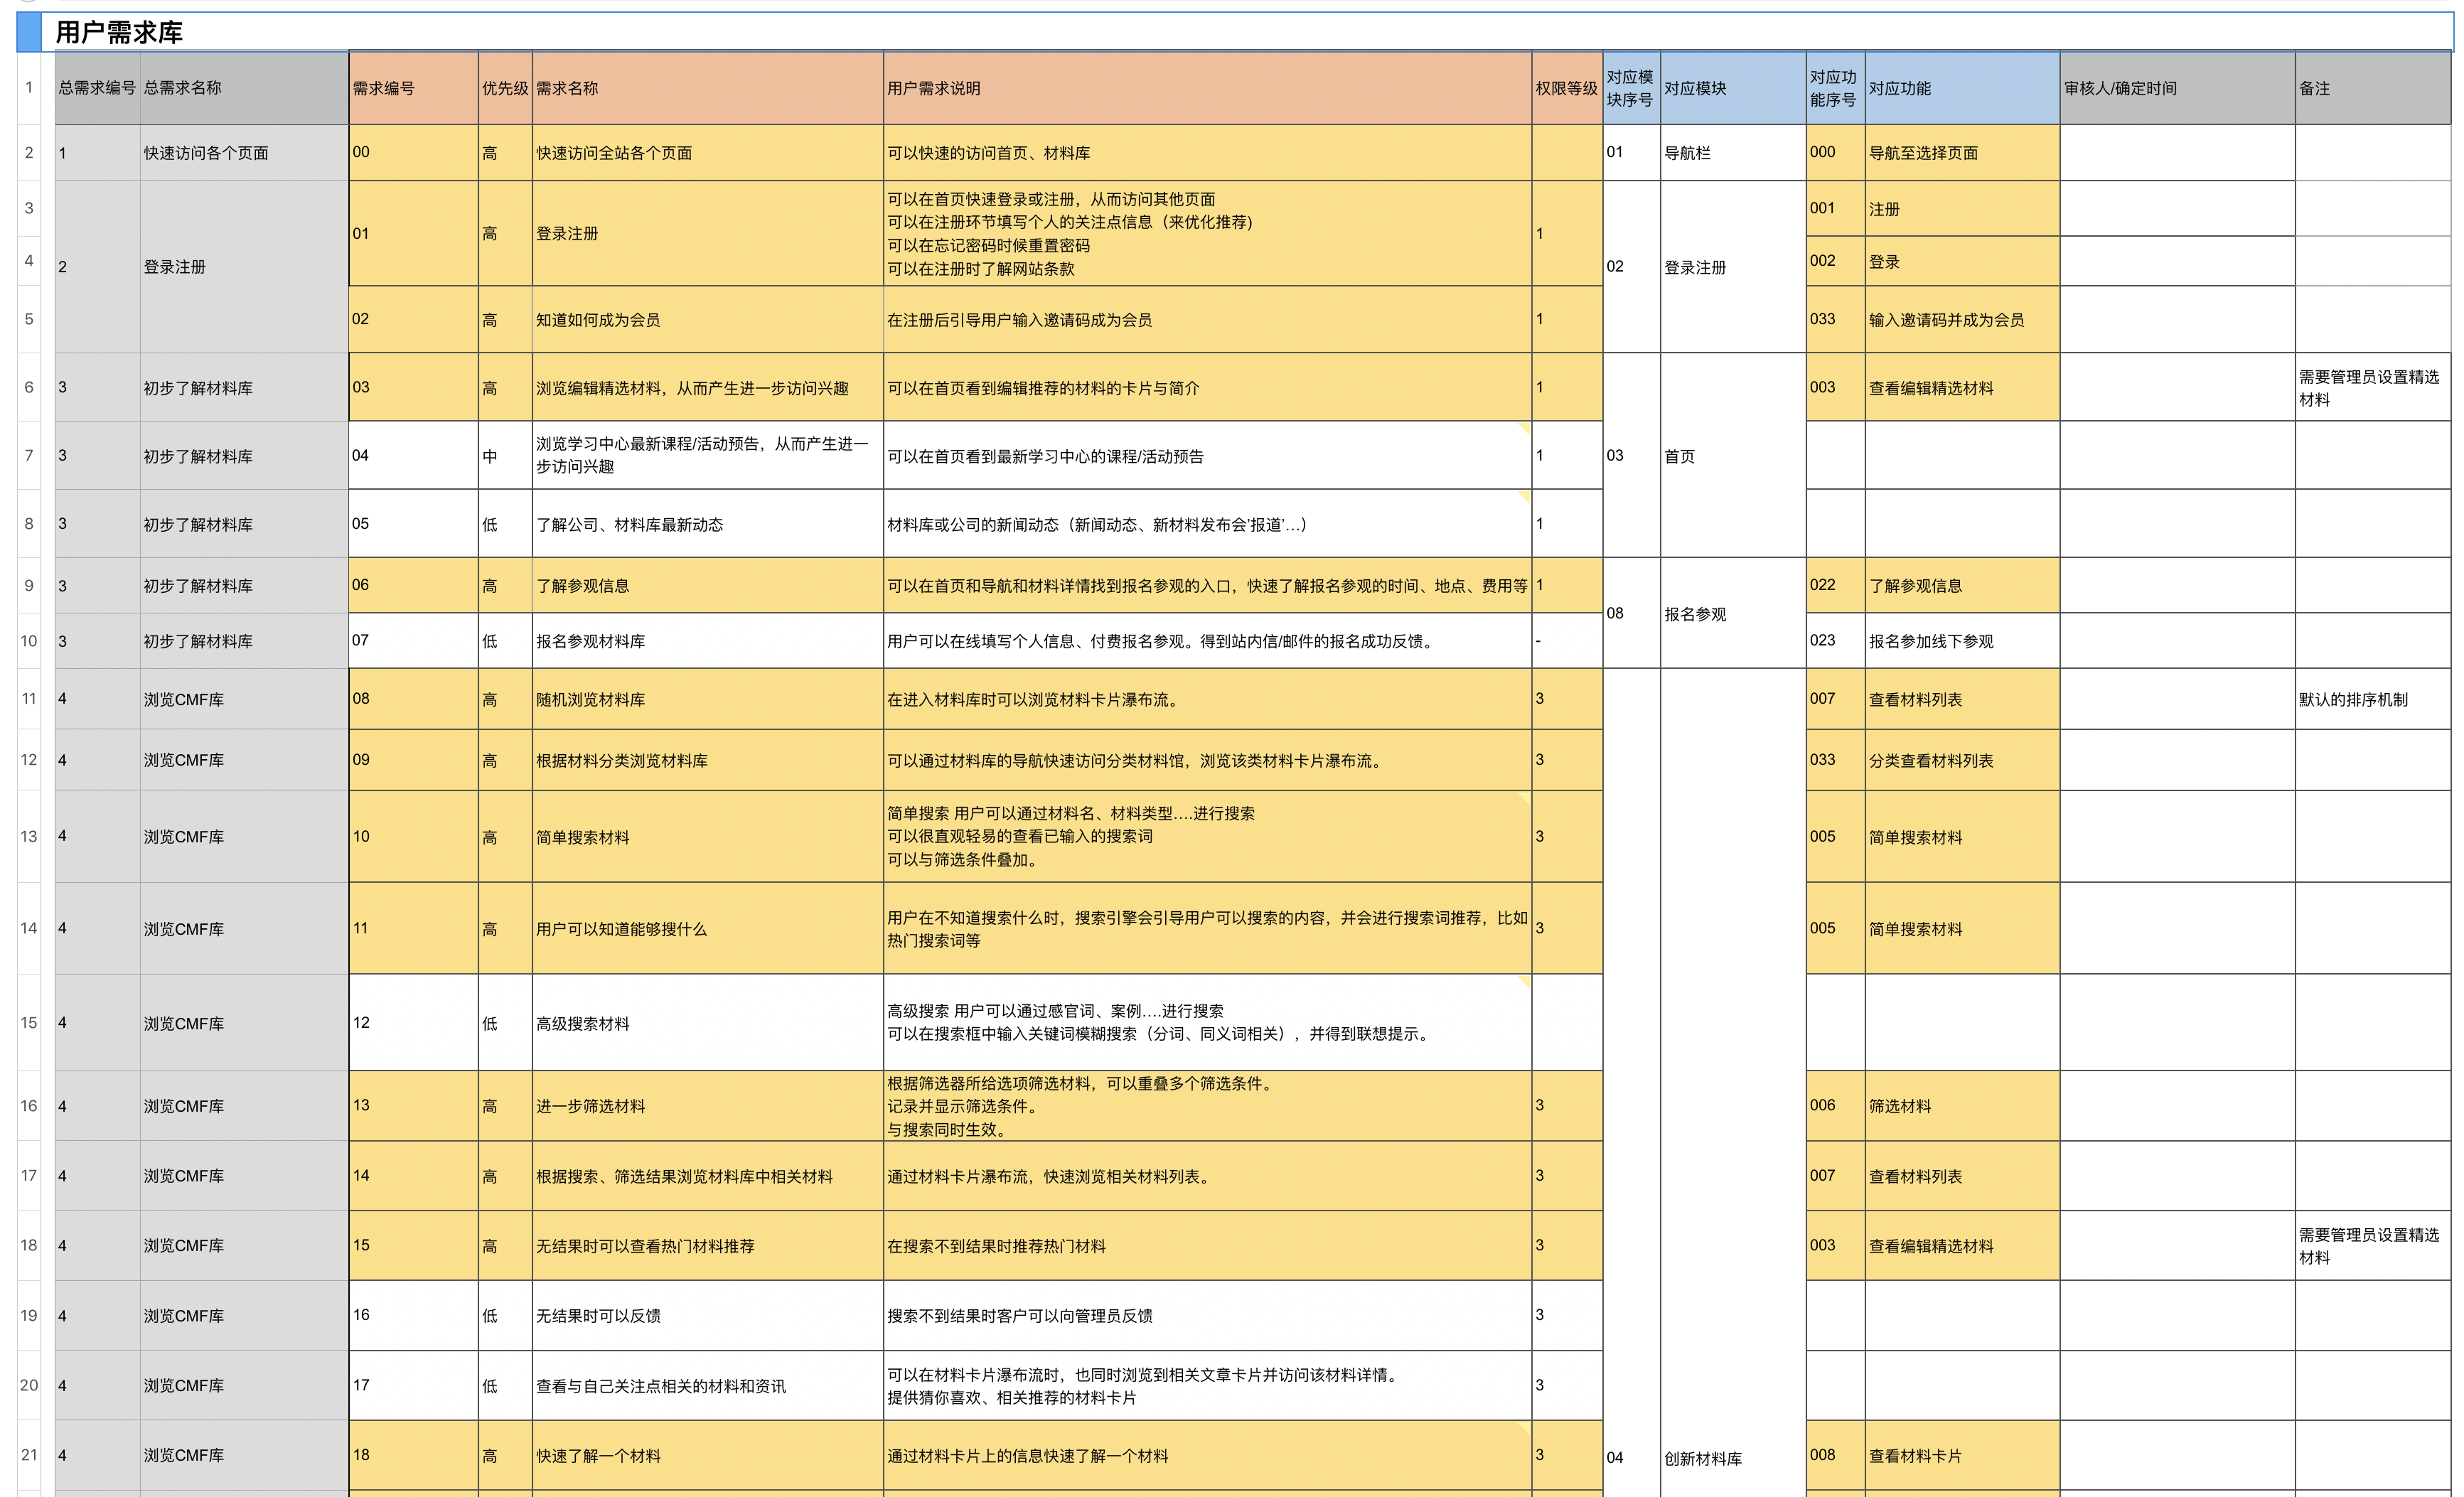 用户需求库
1 总需求编号 总需求名称 需求编号 优先级 需求名称 用户需求说明 权限等级 对应模块序号 对应模块 对应功能序号 对应功能 审核人/确定时间 备注
2 1 快速访问各个页面 00 高 快速访问全站各个页面 可以快速的访问首页、材料库 01 导航栏 000 导航至选择页面
3 001 注册
可以在首页快速登录或注册，从而访问其他页面
可以在注册环节填写个人的关注点信息（来优化推荐)
01 高 登录注册 1
可以在忘记密码时候重置密码
可以在注册时了解网站条款
4 002 登录
2 登录注册 02 登录注册
5 02 高 知道如何成为会员 在注册后引导用户输入邀请码成为会员 1 033 输入邀请码并成为会员
6 3 初步了解材料库 03 高 浏览编辑精选材料，从而产生进一步访问兴趣 可以在首页看到编辑推荐的材料的卡片与简介 1 003 查看编辑精选材料 需要管理员设置精选
材料
7 3 初步了解材料库 04 中 浏览学习中心最新课程/活动预告，从而产生进一
步访问兴趣 可以在首页看到最新学习中心的课程/活动预告 1 03 首页
8 3 初步了解材料库 05 低 了解公司、材料库最新动态 材料库或公司的新闻动态（新闻动态、新材料发布会'报道'…） 1
9 3 初步了解材料库 06 高 了解参观信息 可以在首页和导航和材料详情找到报名参观的入口，快速了解报名参观的时间、地点、费用等 1 022 了解参观信息
08 报名参观
10 3 初步了解材料库 07 低 报名参观材料库 用户可以在线填写个人信息、付费报名参观。得到站内信/邮件的报名成功反馈。 - 023 报名参加线下参观
11 4 浏览CMF库 08 高 随机浏览材料库 在进入材料库时可以浏览材料卡片瀑布流。 3 007 查看材料列表 默认的排序机制
12 4 浏览CMF库 09 高 根据材料分类浏览材料库 可以通过材料库的导航快速访问分类材料馆，浏览该类材料卡片瀑布流。 3 033 分类查看材料列表
13 4 浏览CMF库 10 高 简单搜索材料 简单搜索 用户可以通过材料名、材料类型….进行搜索
可以很直观轻易的查看已输入的搜索词
可以与筛选条件叠加。 3 005 简单搜索材料
14 4 浏览CMF库 11 高 用户可以知道能够搜什么 用户在不知道搜索什么时，搜索引擎会引导用户可以搜索的内容，并会进行搜索词推荐，比如
热门搜索词等 3 005 简单搜索材料
15 4 浏览CMF库 12 低 高级搜索材料 高级搜索 用户可以通过感官词、案例….进行搜索
可以在搜索框中输入关键词模糊搜索（分词、同义词相关），并得到联想提示。
16 4 浏览CMF库 13 高 进一步筛选材料 根据筛选器所给选项筛选材料，可以重叠多个筛选条件。
记录并显示筛选条件。
与搜索同时生效。 3 006 筛选材料
17 4 浏览CMF库 14 高 根据搜索、筛选结果浏览材料库中相关材料 通过材料卡片瀑布流，快速浏览相关材料列表。 3 007 查看材料列表
18 4 浏览CMF库 15 高 无结果时可以查看热门材料推荐 在搜索不到结果时推荐热门材料 3 003 查看编辑精选材料 需要管理员设置精选
材料
19 4 浏览CMF库 16 低 无结果时可以反馈 搜索不到结果时客户可以向管理员反馈 3
20 4 浏览CMF库 17 低 查看与自己关注点相关的材料和资讯 可以在材料卡片瀑布流时，也同时浏览到相关文章卡片并访问该材料详情。
提供猜你喜欢、相关推荐的材料卡片 3
21 4 浏览CMF库 18 高 快速了解一个材料 通过材料卡片上的信息快速了解一个材料 3 04 创新材料库 008 查看材料卡片